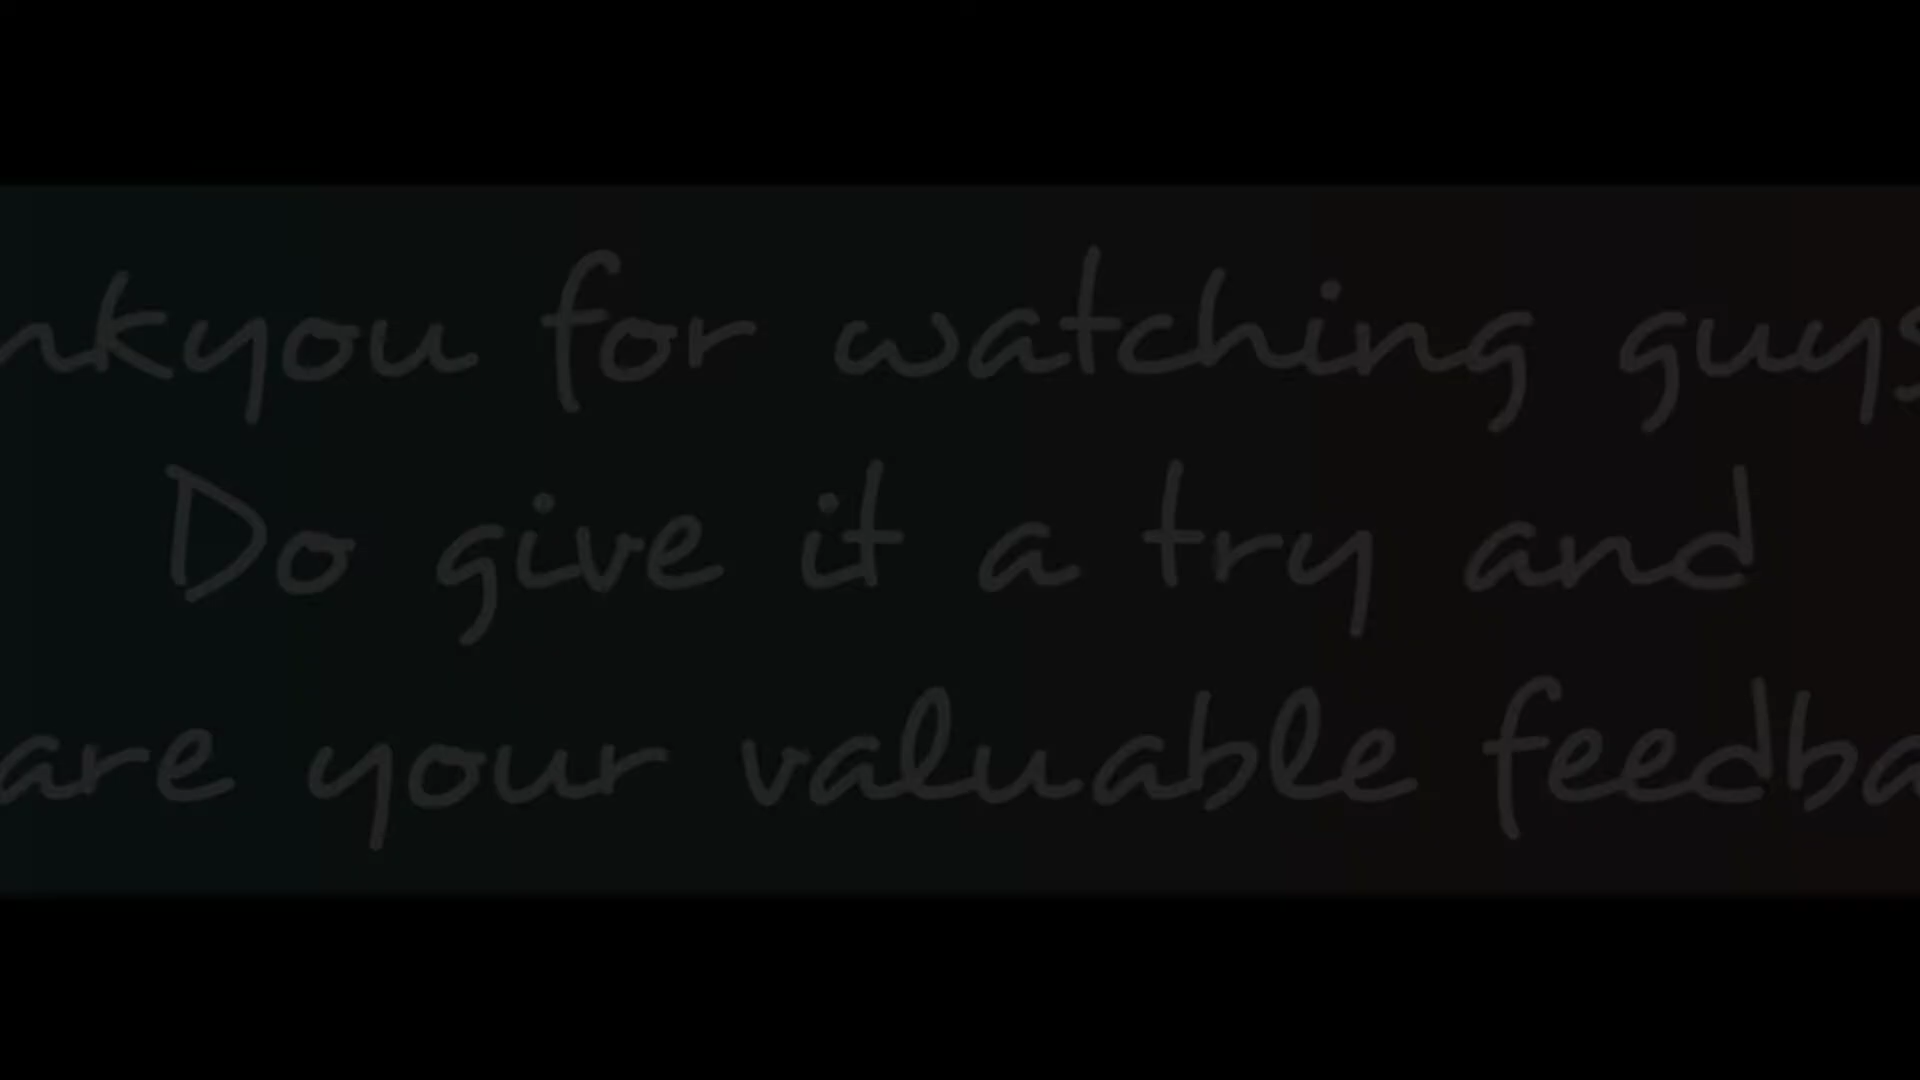 nkyou for watching guys
Do give it a try and
are your valuable feedba